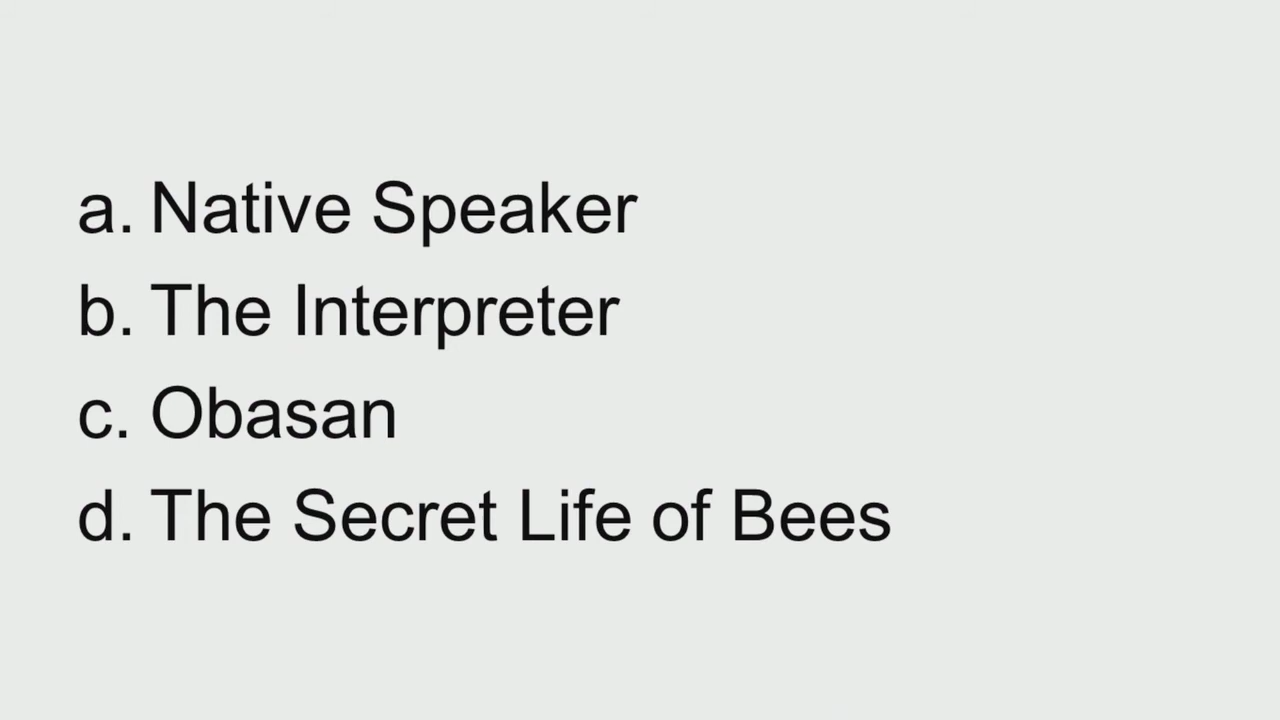 a. Native Speaker
b. The Interpreter
c. Obasan
d. The Secret Life of Bees